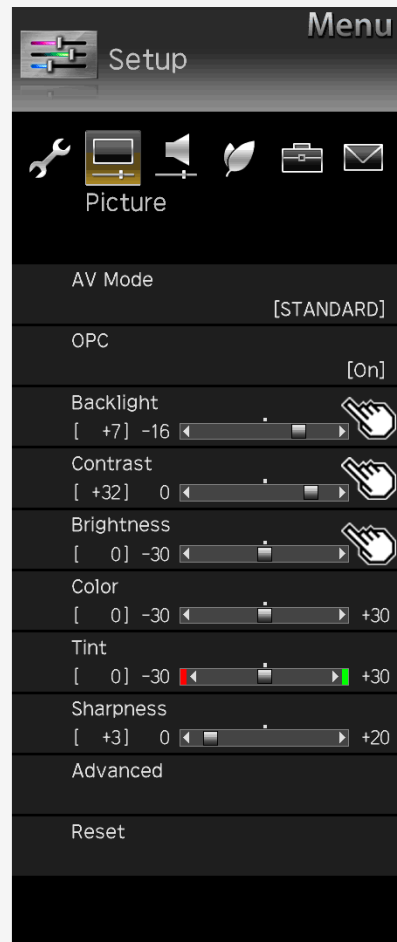 Menu
Setup
Picture
AV Mode
[STANDARD]
OPC
[On]
Backlight
[ +7] -16
Contrast
[ +32] 0
Brightness
[ 0] -30
Color
[ 0] -30 +30
Tint
[ 0] -30 +30
Sharpness
[ +3] 0 +20
Advanced
Reset